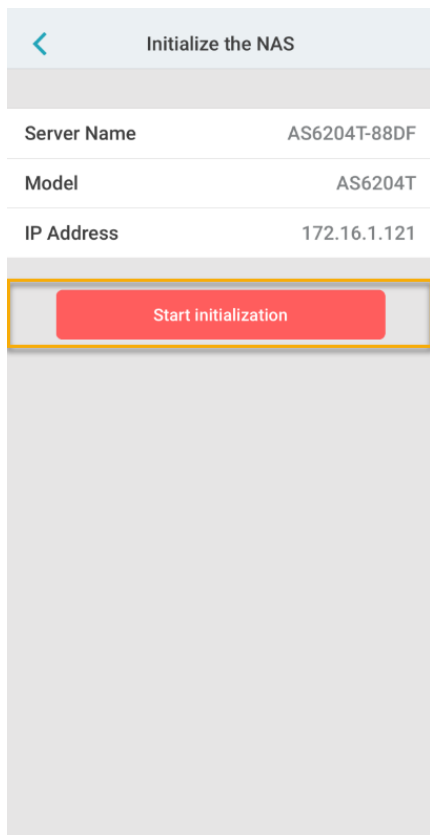 Initialize the NAS
Server Name AS6204T-88DF
Model AS6204T
IP Address 172.16.1.121
Start initialization